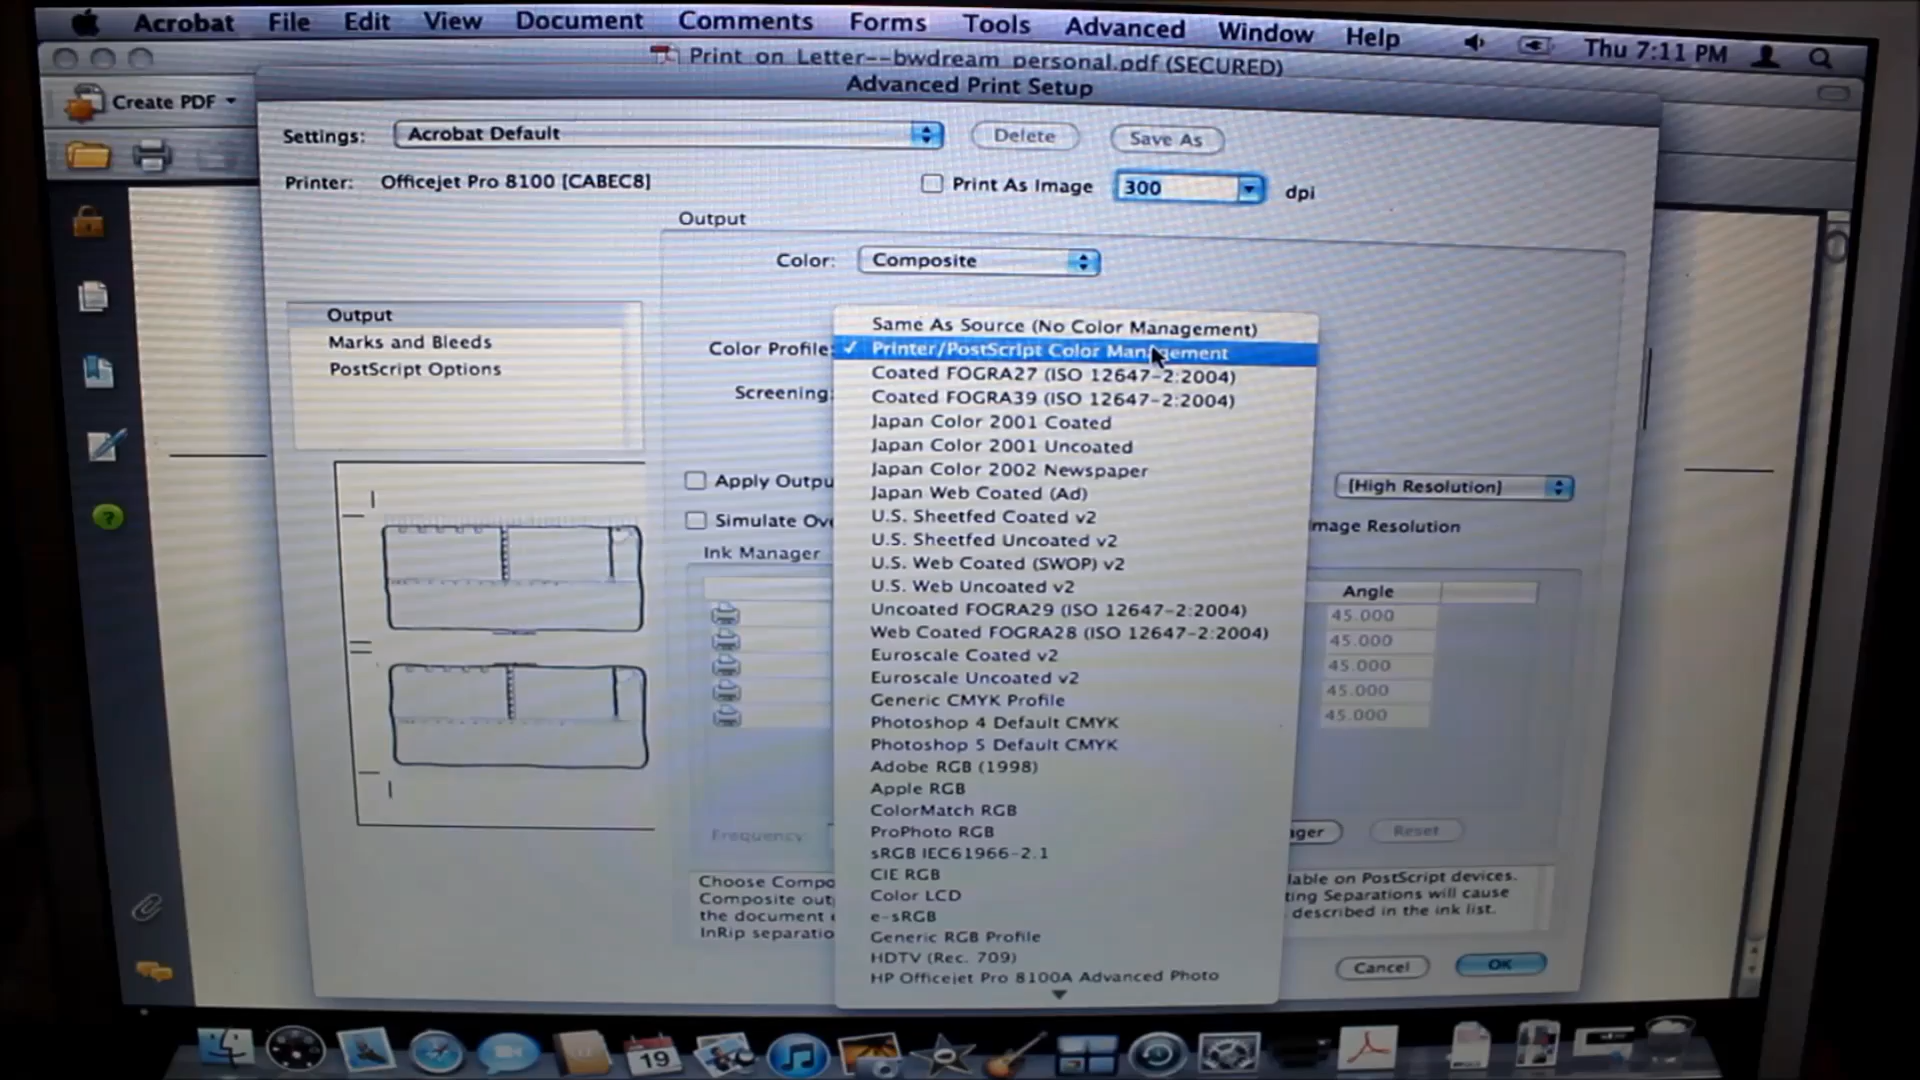 Acrobat File Edit View Document Comments Forms Tools Advanced Window Help Thu 7:11 PM
Print on Letter--bwdream personal.pdf (SECURED)
Advanced Print Setup
Create PDF
Settings: Acrobat Default Delete Save As
Printer: Officejet Pro 8100 [CABEC8] Print As Image 300 dpi
Output
Color: Composite
Output
Marks and Bleeds
PostScript Options
Color Profile:
Screening:
Same As Source (No Color Management)
✓ Printer/PostScript Color Management
Coated FOGRA27 (ISO 12647-2:2004)
Coated FOGRA39 (ISO 12647-2:2004)
Japan Color 2001 Coated
Japan Color 2001 Uncoated
Japan Color 2002 Newspaper
Japan Web Coated (Ad)
U.S. Sheetfed Coated v2
U.S. Sheetfed Uncoated v2
U.S. Web Coated (SWOP) v2
U.S. Web Uncoated v2
Uncoated FOGRA29 (ISO 12647-2:2004)
Web Coated FOGRA28 (ISO 12647-2:2004)
Euroscale Coated v2
Euroscale Uncoated v2
Generic CMYK Profile
Photoshop 4 Default CMYK
Photoshop 5 Default CMYK
Adobe RGB (1998)
Apple RGB
ColorMatch RGB
ProPhoto RGB
sRGB IEC61966-2.1
CIE RGB
Color LCD
e-sRGB
Generic RGB Profile
HDTV (Rec. 709)
HP Officejet Pro 8100A Advanced Photo
Apply Outpu
[High Resolution]
Simulate Ov
Image Resolution
Ink Manager
Angle
45.000
45.000
45.000
45.000
45.000
Frequency:
ager Reset
Choose Compo
lable on PostScript devices.
Composite out
ting Separations will cause
the document
described in the ink list.
InRip separatio
Cancel OK
19